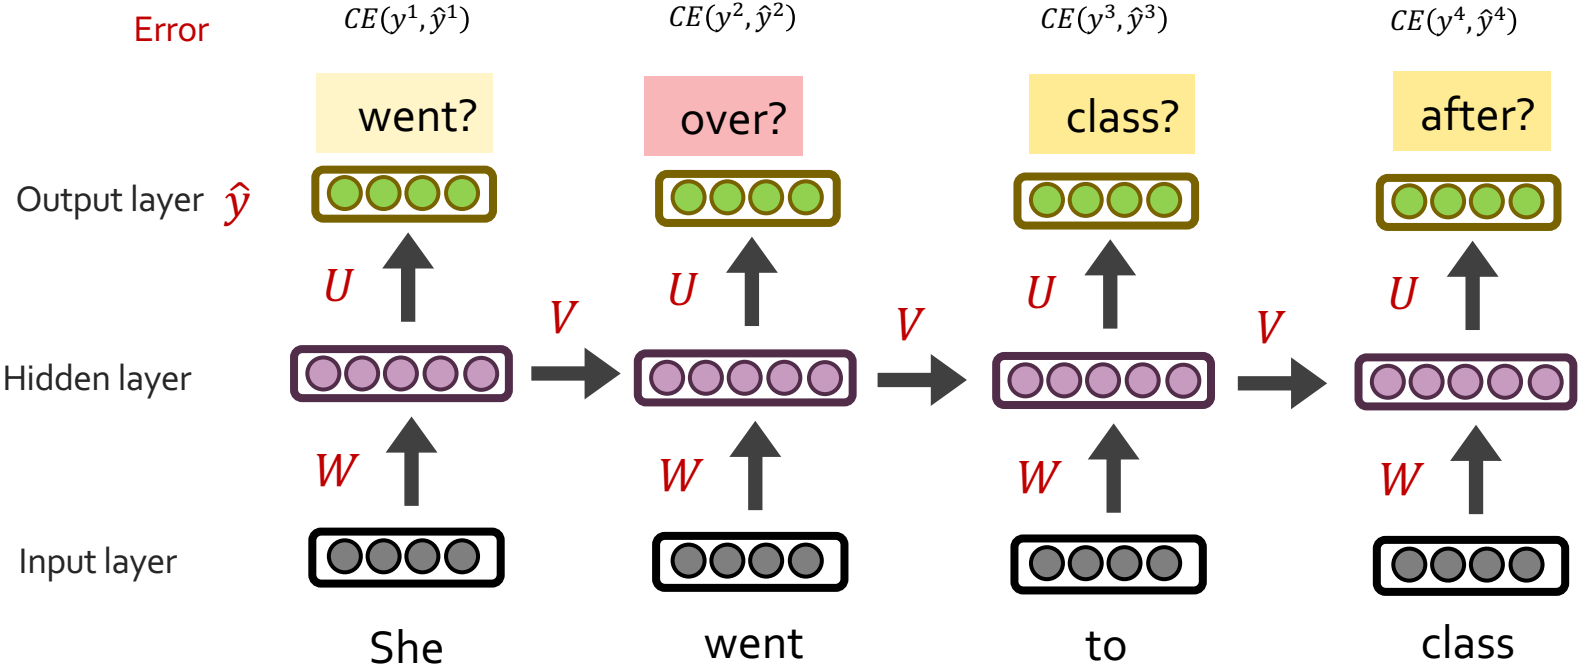 Error
CE(y¹, ŷ¹)
CE(y², ŷ²)
CE(y³, ŷ³)
CE(y⁴, ŷ⁴)
went?
over?
class?
after?
Output layer ŷ
U
U
U
U
V
V
V
Hidden layer
W
W
W
W
Input layer
She
went
to
class